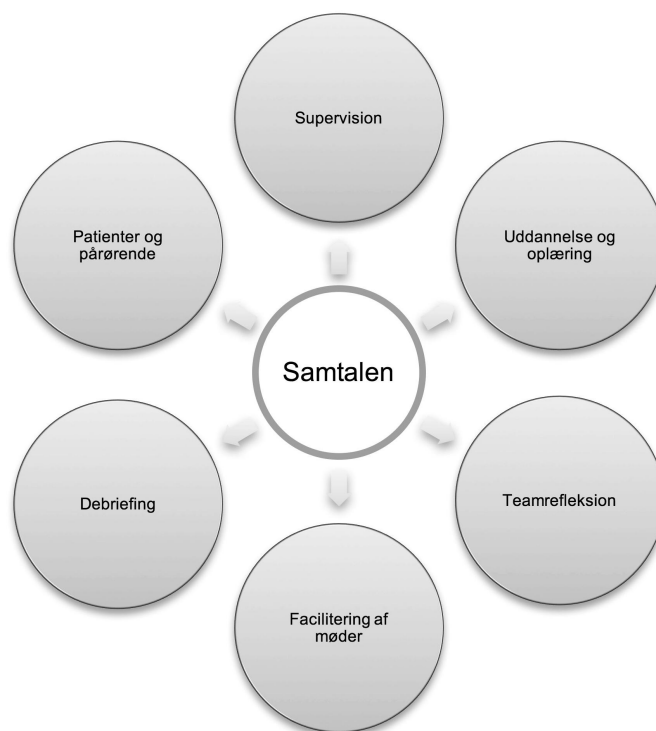 Supervision
Patienter og
pårørende
Uddannelse og
oplæring
Samtalen
Debriefing
Teamrefleksion
Facilitering af
møder